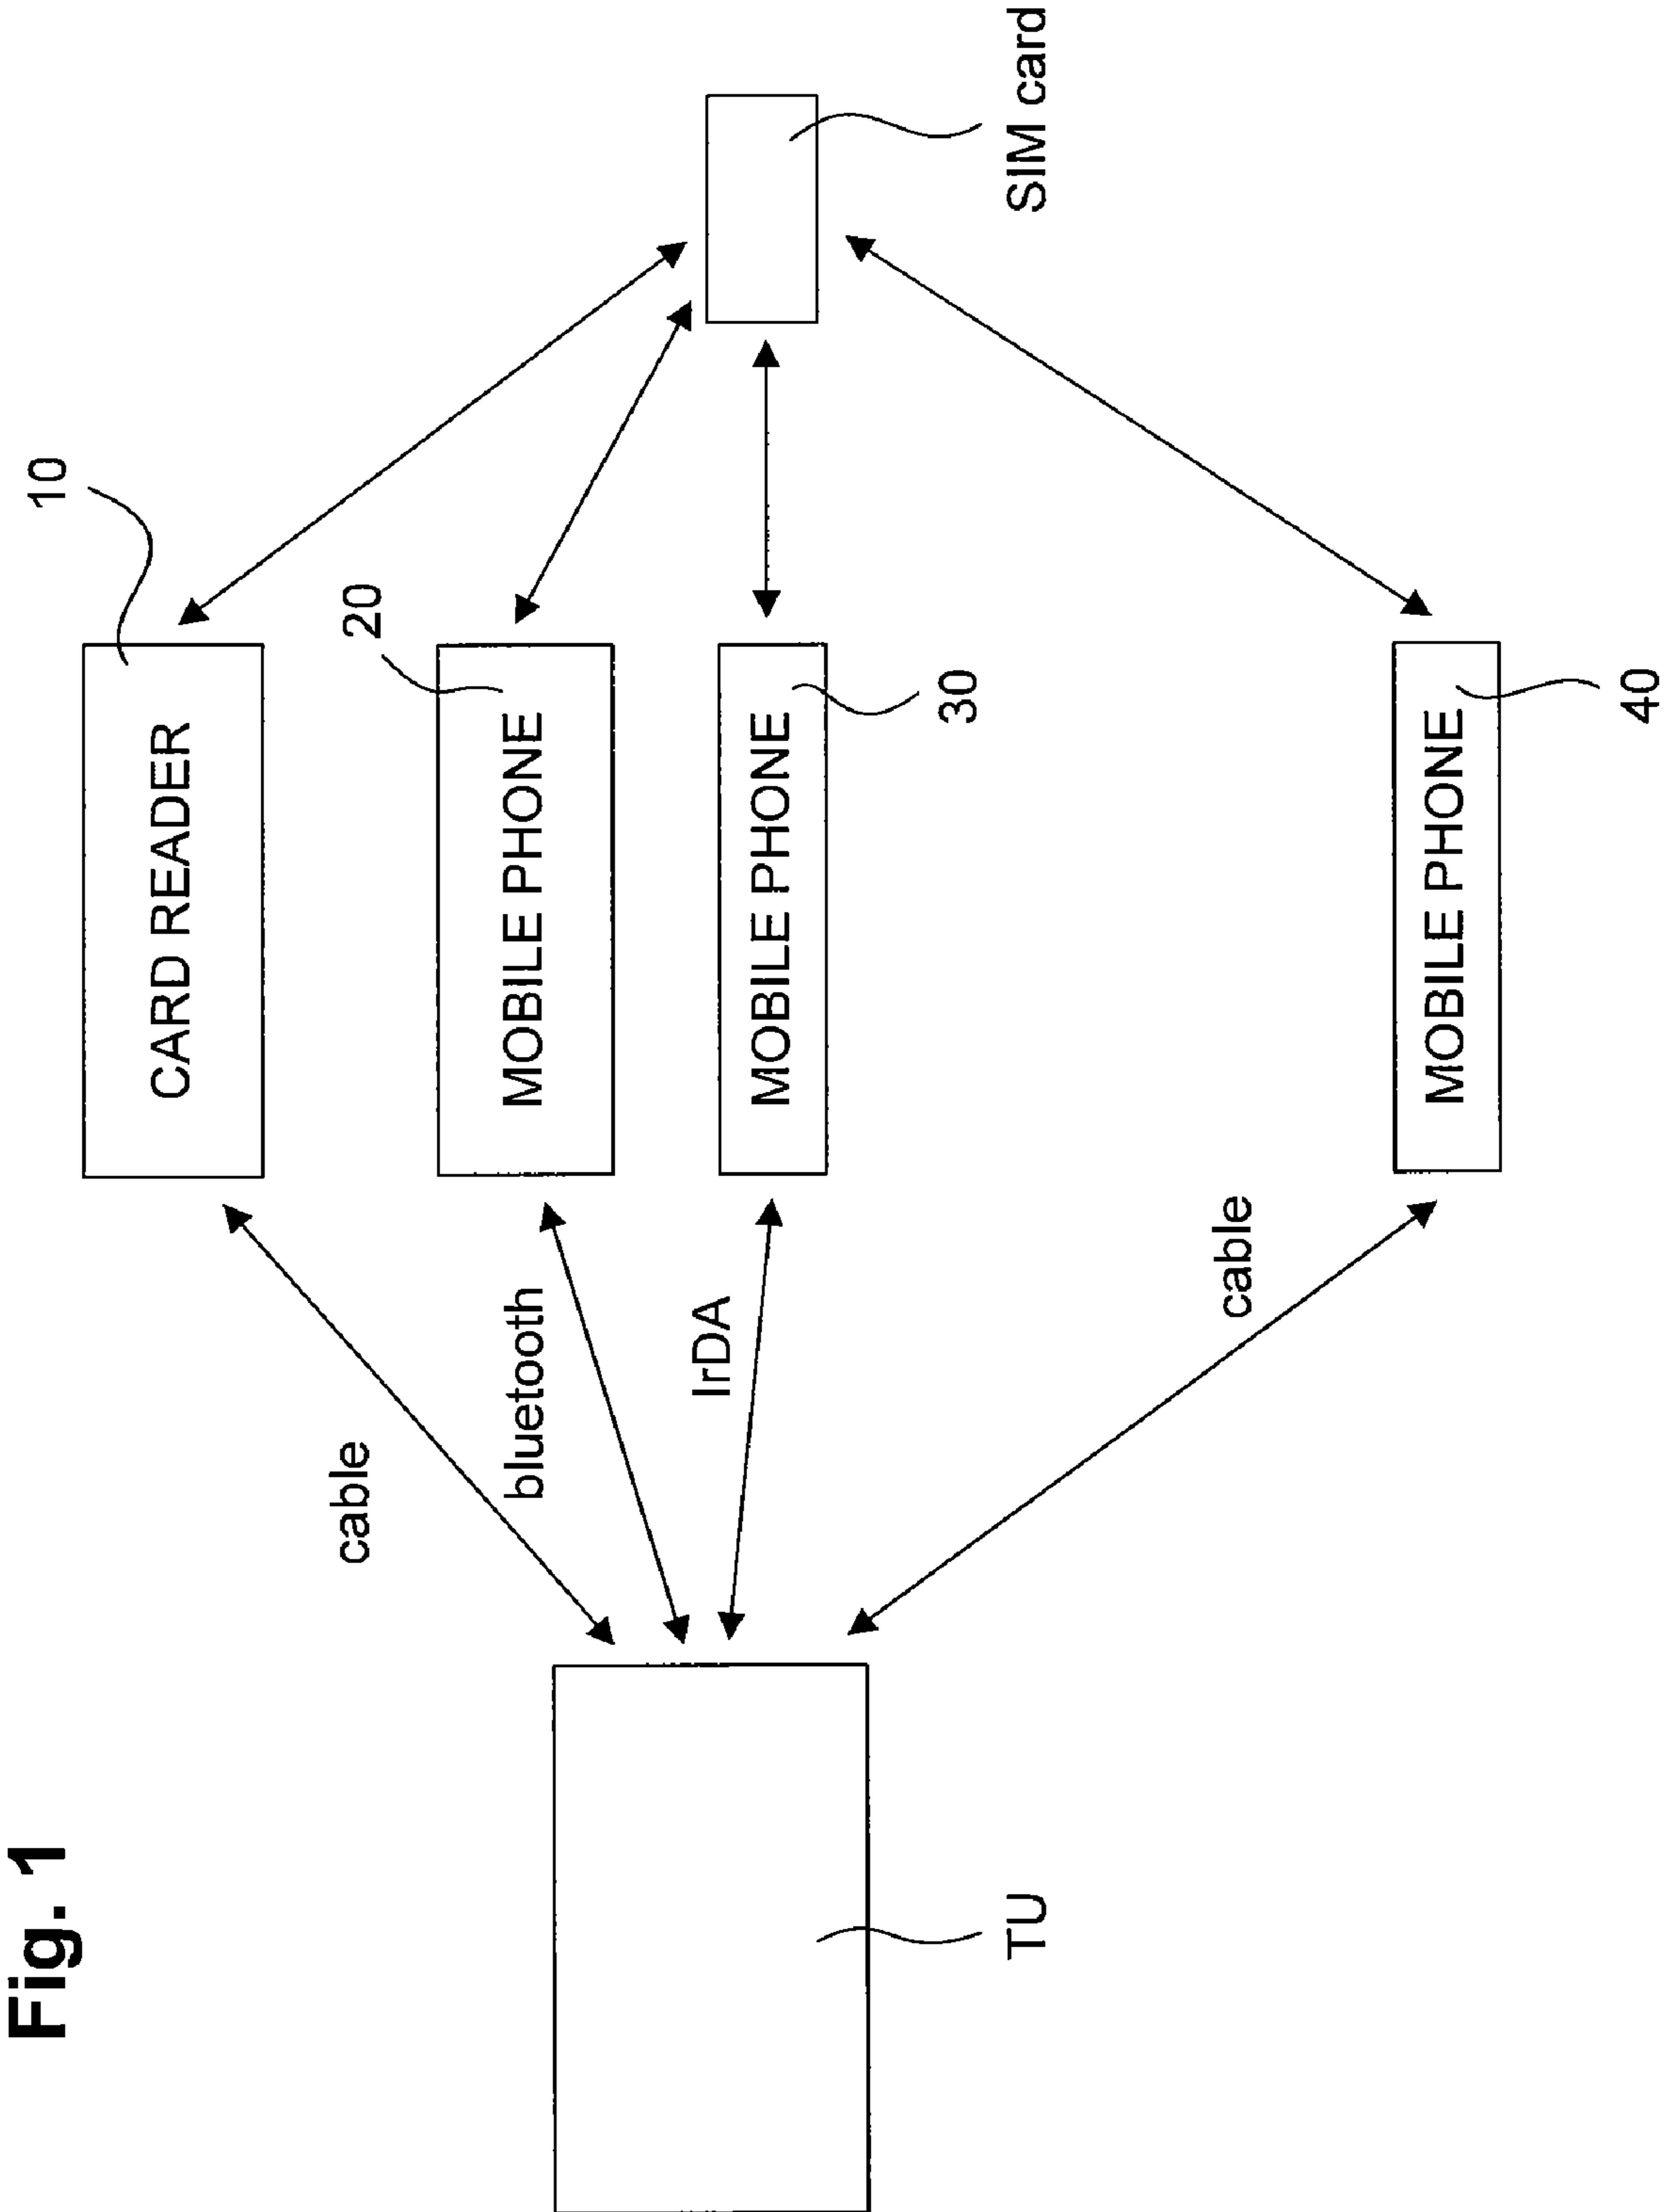 Fig. 1
10
CARD READER
cable
20
MOBILE PHONE
bluetooth
MOBILE PHONE
IrDA
30
SIM card
TU
cable
MOBILE PHONE
40